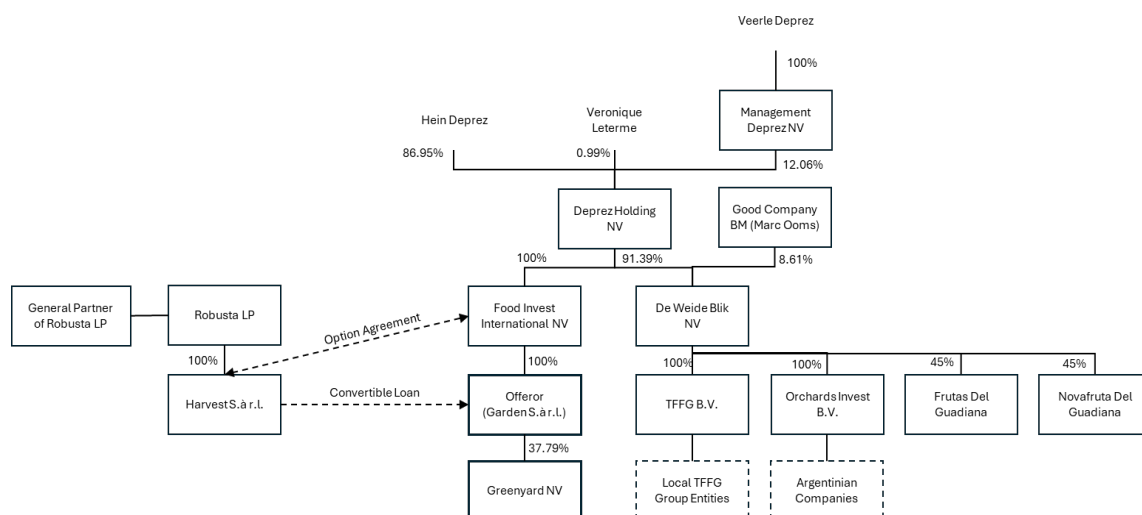 Veerle Deprez
100%
Management
Deprez NV
Hein Deprez
Veronique
Leterme
86.95%
0.99%
12.06%
Deprez Holding
NV
Good Company
BM (Marc Ooms)
100%
91.39%
8.61%
General Partner
of Robusta LP
Robusta LP
Option Agreement
Food Invest
International NV
De Weide Blik
NV
100%
100%
100%
100%
45%
45%
Harvest S.à r.l.
Convertible Loan
Offeror
(Garden S.à r.l.)
TFFG B.V.
Orchards Invest
B.V.
Frutas Del
Guadiana
Novafruta Del
Guadiana
37.79%
Greenyard NV
Local TFFG
Group Entities
Argentinian
Companies